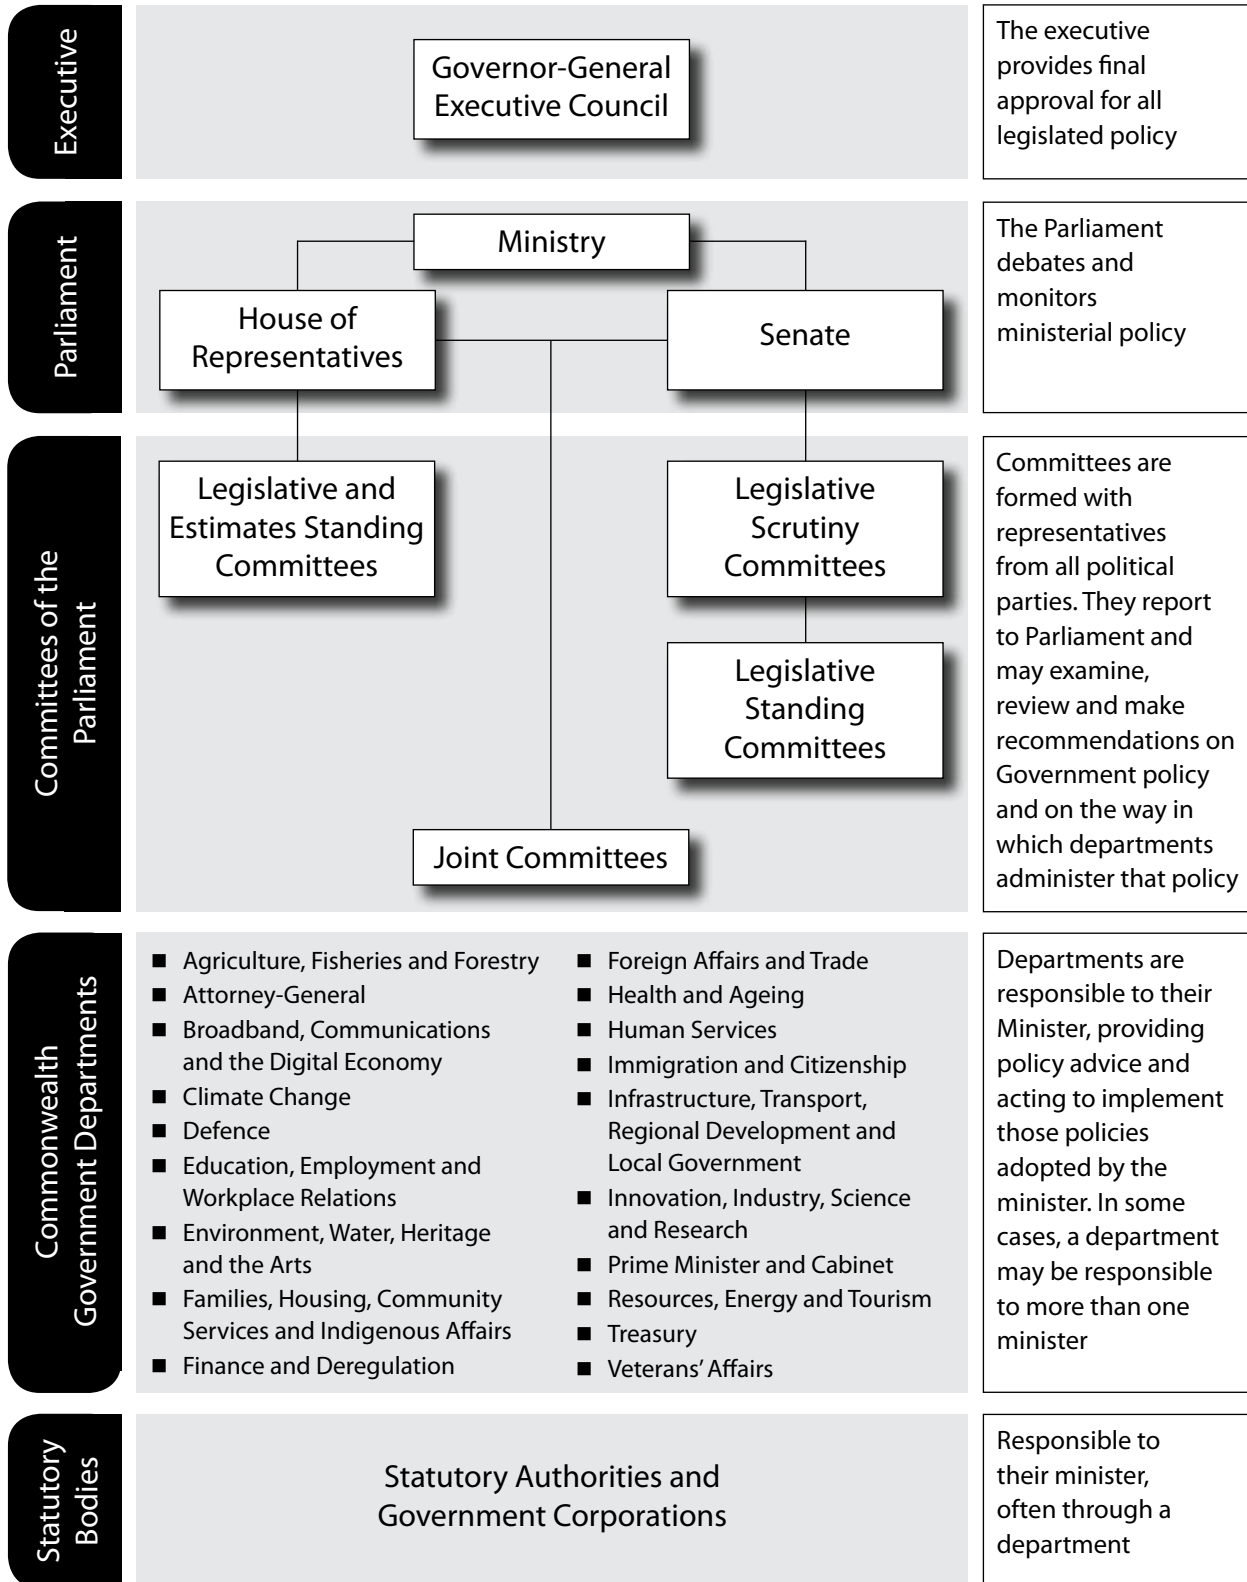 Executive
Governor-General
Executive Council
The executive
provides final
approval for all
legislated policy
Parliament
Ministry
House of
Representatives
Senate
The Parliament
debates and
monitors
ministerial policy
Committees of the
Parliament
Legislative and
Estimates Standing
Committees
Legislative
Scrutiny
Committees
Legislative
Standing
Committees
Joint Committees
Committees are
formed with
representatives
from all political
parties. They report
to Parliament and
may examine,
review and make
recommendations on
Government policy
and on the way in
which departments
administer that policy
Commonwealth
Government Departments
■ Agriculture, Fisheries and Forestry
■ Attorney-General
■ Broadband, Communications
and the Digital Economy
■ Climate Change
■ Defence
■ Education, Employment and
Workplace Relations
■ Environment, Water, Heritage
and the Arts
■ Families, Housing, Community
Services and Indigenous Affairs
■ Finance and Deregulation
■ Foreign Affairs and Trade
■ Health and Ageing
■ Human Services
■ Immigration and Citizenship
■ Infrastructure, Transport,
Regional Development and
Local Government
■ Innovation, Industry, Science
and Research
■ Prime Minister and Cabinet
■ Resources, Energy and Tourism
■ Treasury
■ Veterans' Affairs
Departments are
responsible to their
Minister, providing
policy advice and
acting to implement
those policies
adopted by the
minister. In some
cases, a department
may be responsible
to more than one
minister
Statutory
Bodies
Statutory Authorities and
Government Corporations
Responsible to
their minister,
often through a
department